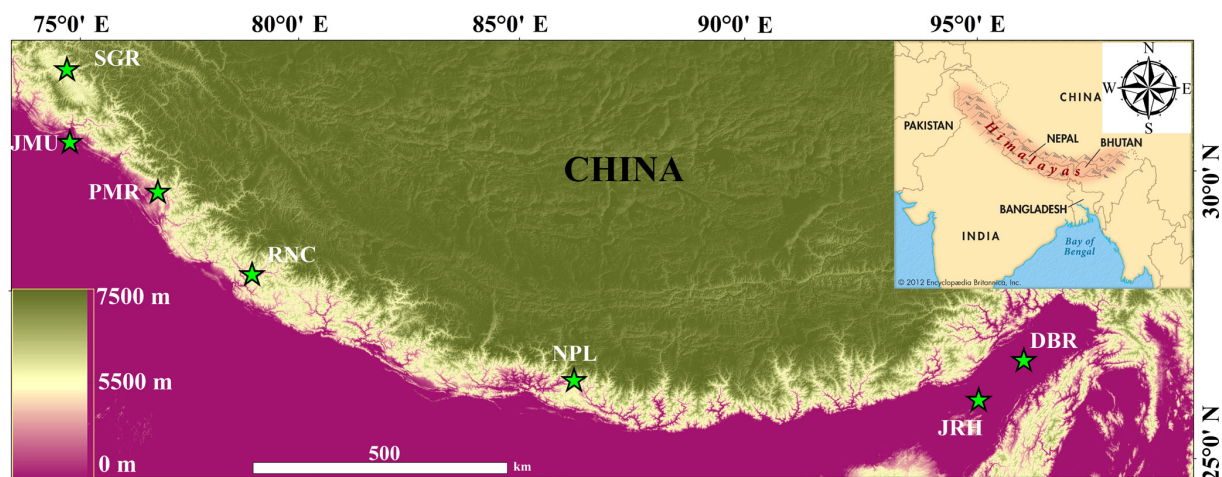 75°0' E 80°0' E 85°0' E 90°0' E 95°0' E
SGR
JMU
PMR
RNC
NPL
DBR
JRH
CHINA
30°0' N
25°0' N
7500 m
5500 m
0 m
500
km
N
W E
S
CHINA
PAKISTAN
NEPAL
BHUTAN
Himalayas
BANGLADESH
INDIA
Bay of
Bengal
© 2012 Encyclopædia Britannica, Inc.